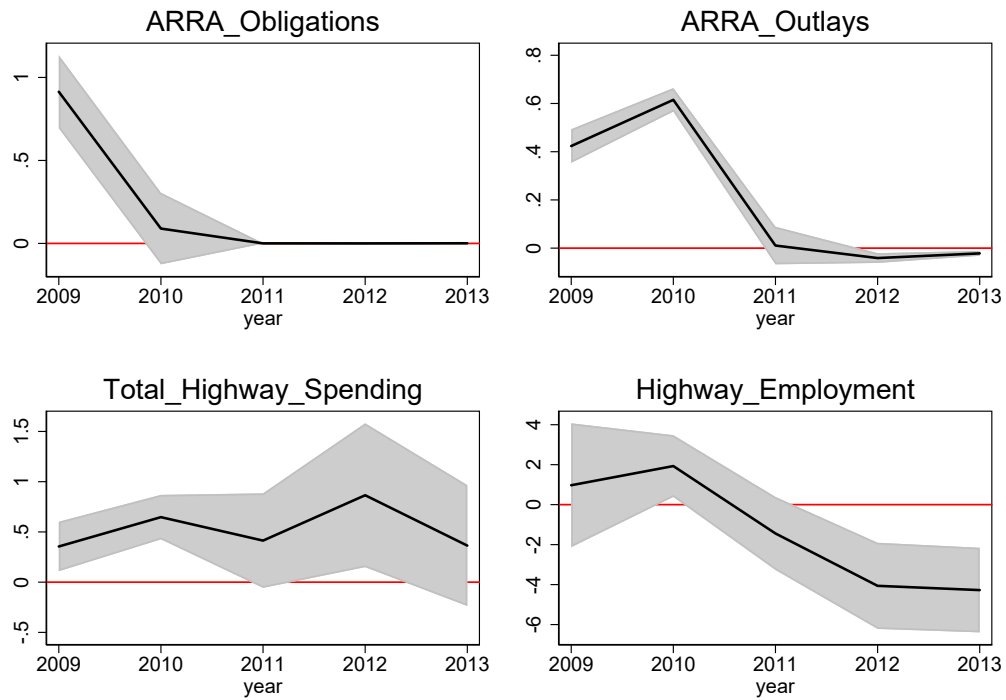 ARRA_Obligations
1
.5
0
2009 2010 2011 2012 2013
year
ARRA_Outlays
.8
.6
.4
.2
0
2009 2010 2011 2012 2013
year
Total_Highway_Spending
1.5
1
.5
0
-.5
2009 2010 2011 2012 2013
year
Highway_Employment
4
2
0
-2
-4
-6
2009 2010 2011 2012 2013
year